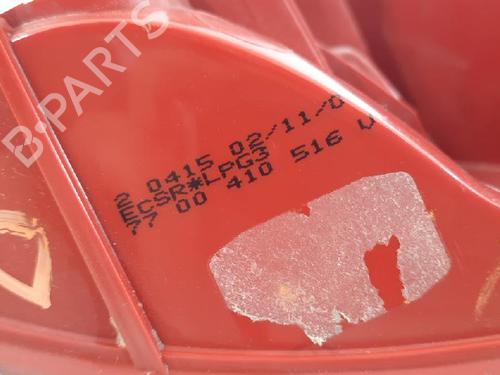 B-PARTS
2 0415 02/11/0
ECSR*LPG3
77 00 410 516 V